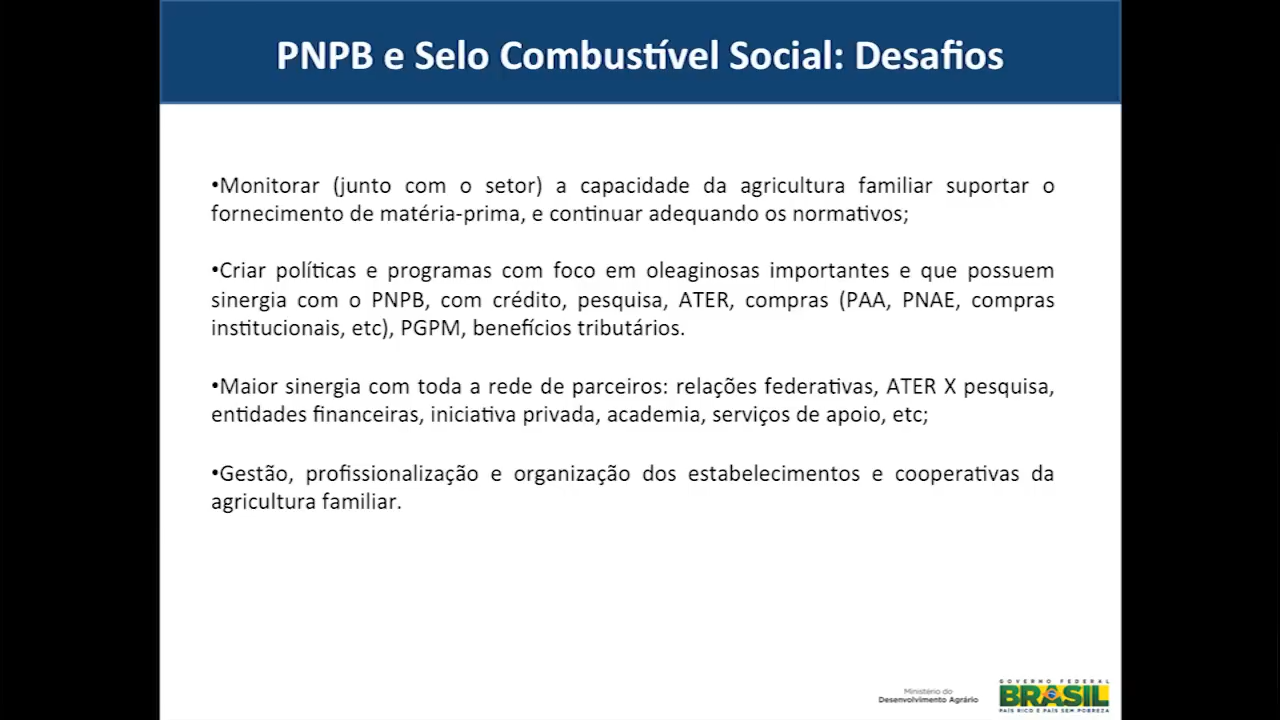 PNPB e Selo Combustível Social: Desafios
•Monitorar (junto com o setor) a capacidade da agricultura familiar suportar o
fornecimento de matéria-prima, e continuar adequando os normativos;
•Criar políticas e programas com foco em oleaginosas importantes e que possuem
sinergia com o PNPB, com crédito, pesquisa, ATER, compras (PAA, PNAE, compras
institucionais, etc), PGPM, benefícios tributários.
•Maior sinergia com toda a rede de parceiros: relações federativas, ATER X pesquisa,
entidades financeiras, iniciativa privada, academia, serviços de apoio, etc;
•Gestão, profissionalização e organização dos estabelecimentos e cooperativas da
agricultura familiar.
Ministério do
Desenvolvimento Agrário
GOVERNO FEDERAL
BRASIL
PAÍS RICO É PAÍS SEM POBREZA